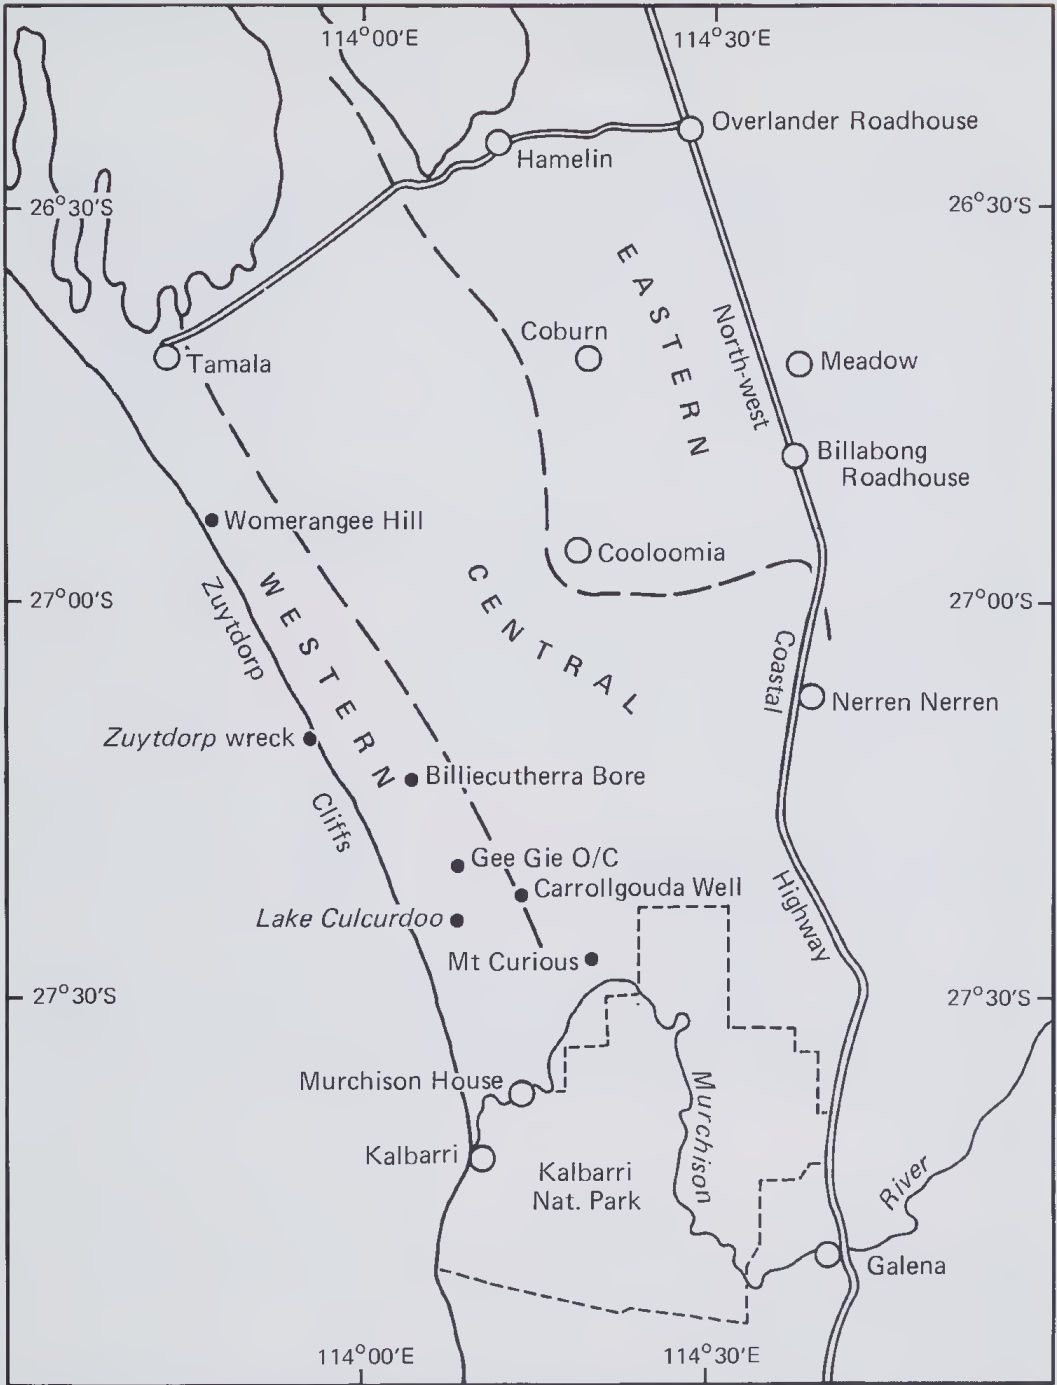 114°00'E
114°30'E
Overlander Roadhouse
Hamelin
26°30'S
26°30'S
EASTERN
Coburn
North-west
Tamala
Meadow
Billabong
Roadhouse
Womerangee Hill
Cooloomia
CENTRAL
WESTERN
Zuytdorp
27°00'S
27°00'S
Coastal
Nerren Nerren
Zuytdorp wreck
Billiecutherra Bore
Cliffs
Gee Gie O/C
Carrollgouda Well
Highway
Lake Culcurdoo
Mt Curious
27°30'S
27°30'S
Murchison House
Murchison
Kalbarri
Kalbarri
Nat. Park
River
Galena
114°00'E
114°30'E